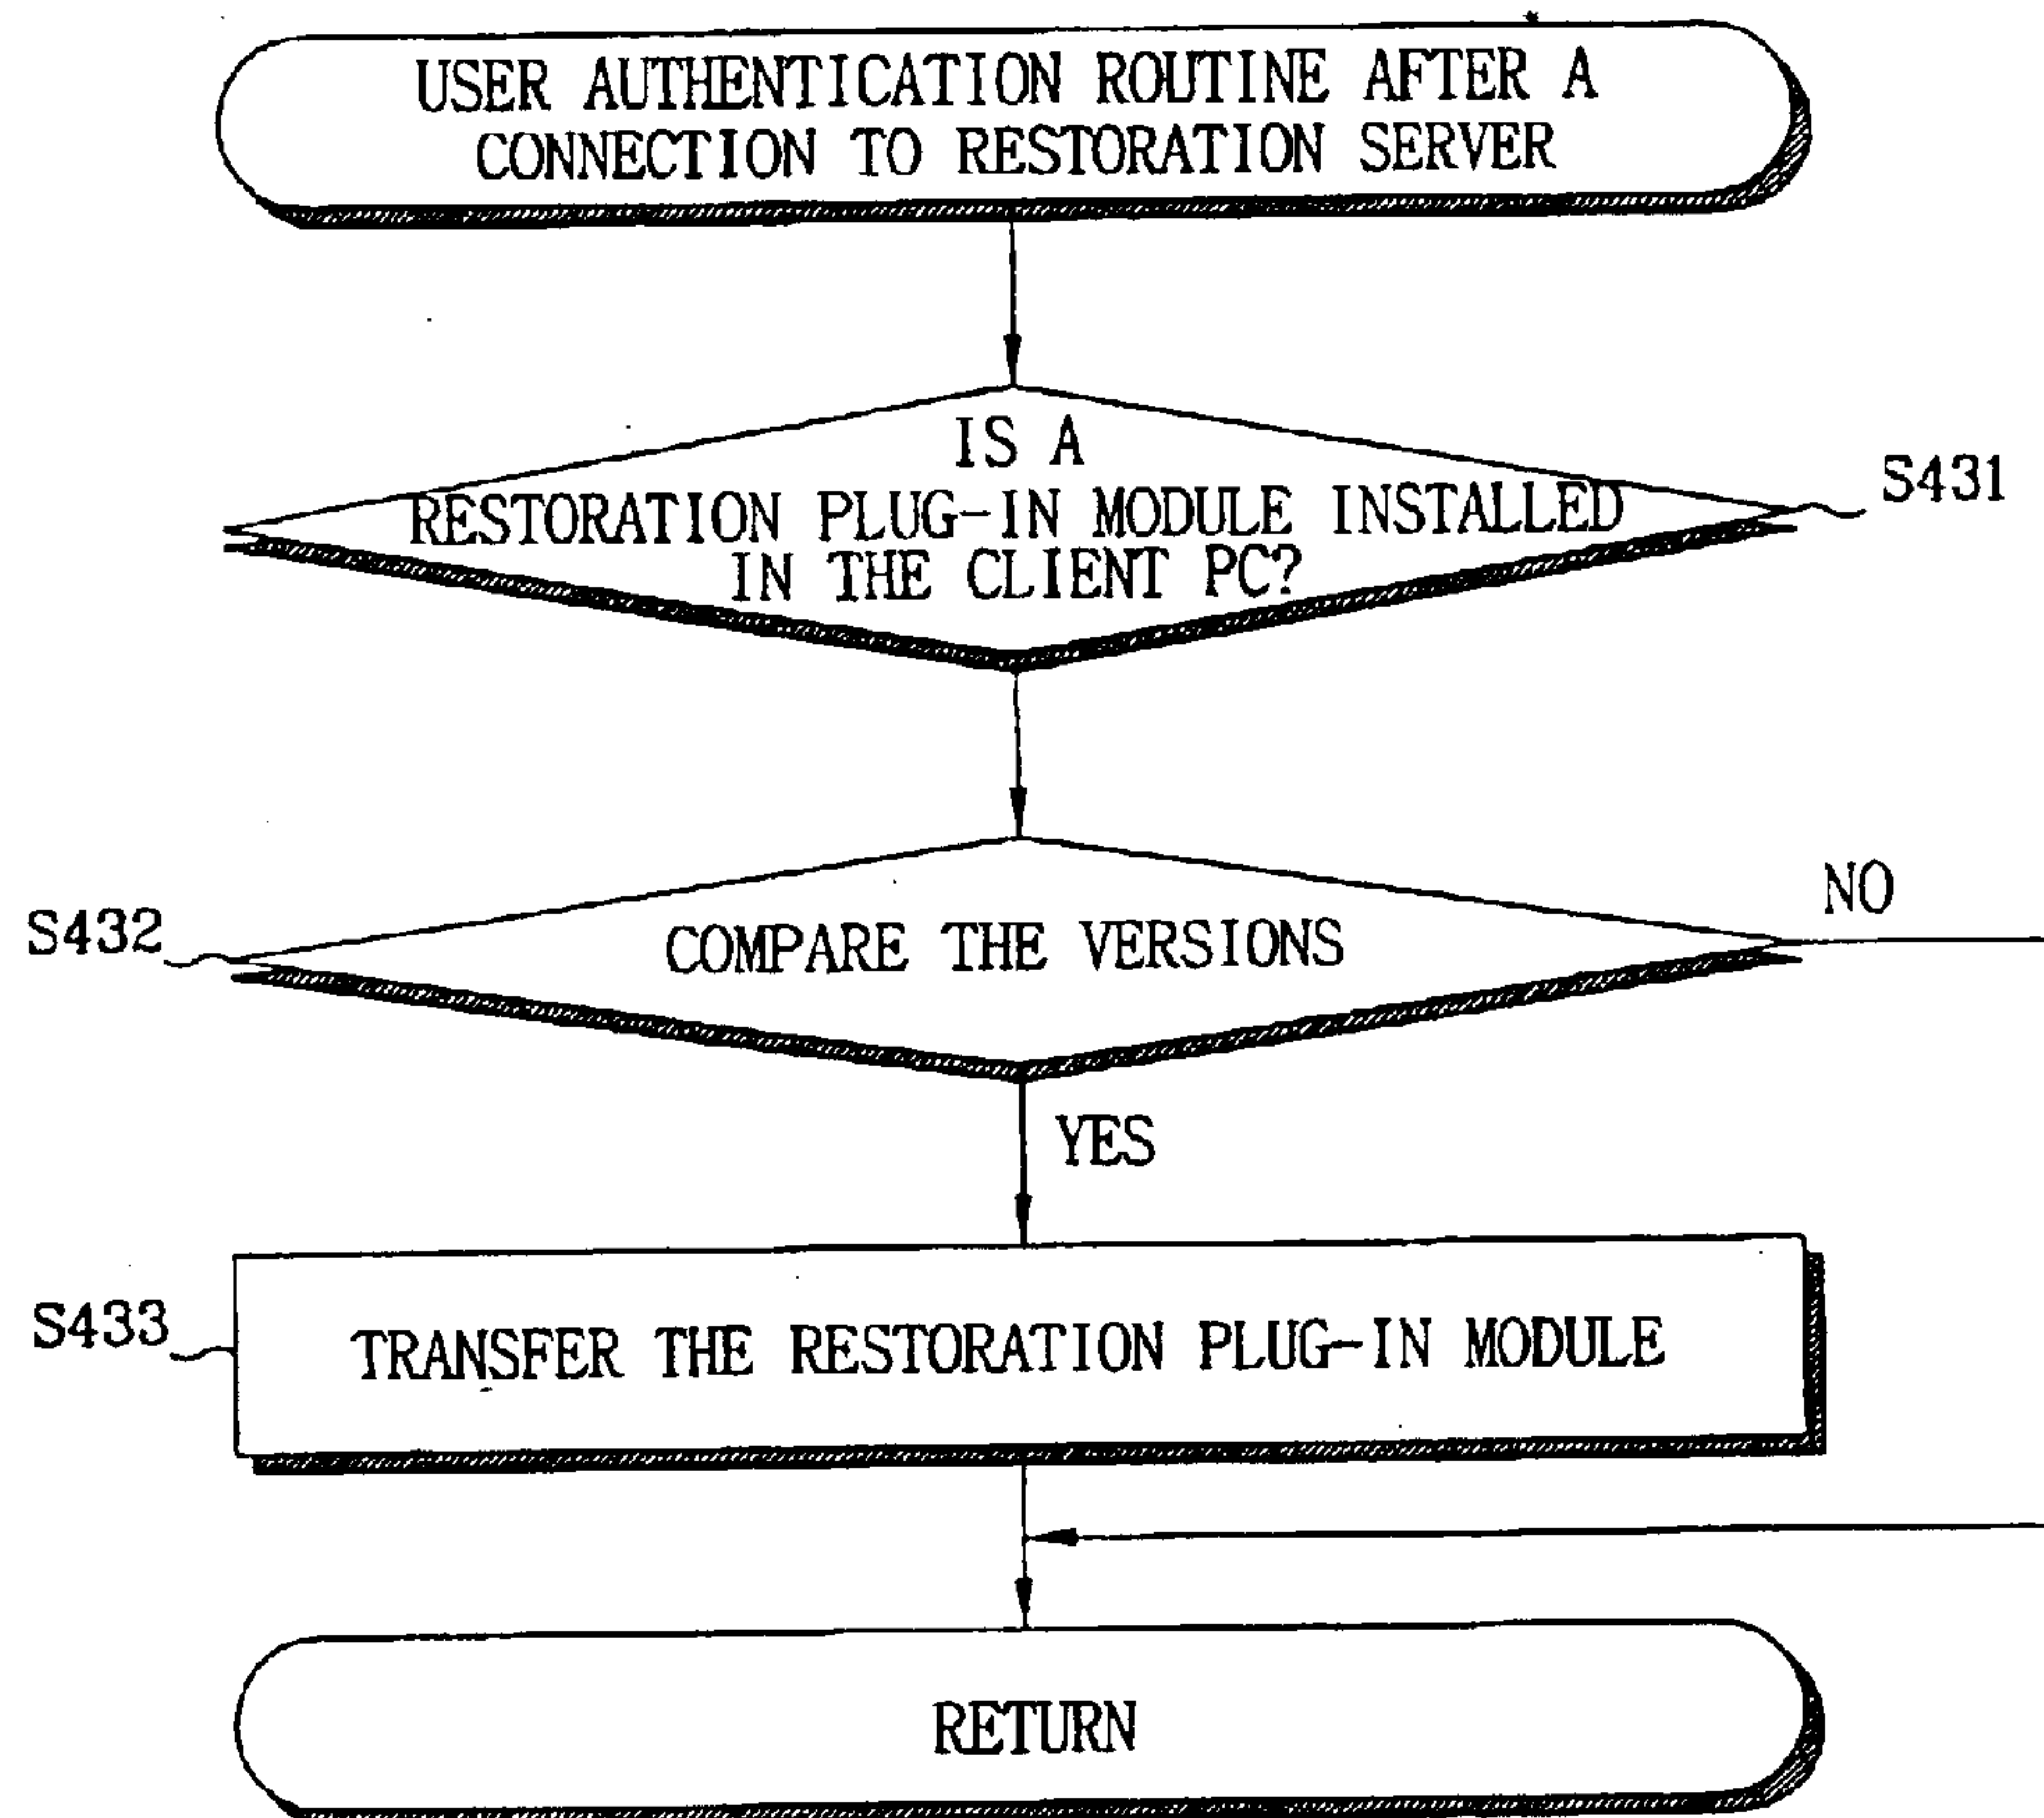 USER AUTHENTICATION ROUTINE AFTER A
CONNECTION TO RESTORATION SERVER
IS A
RESTORATION PLUG-IN MODULE INSTALLED
IN THE CLIENT PC?
S431
S432
COMPARE THE VERSIONS
NO
YES
S433
TRANSFER THE RESTORATION PLUG-IN MODULE
RETURN